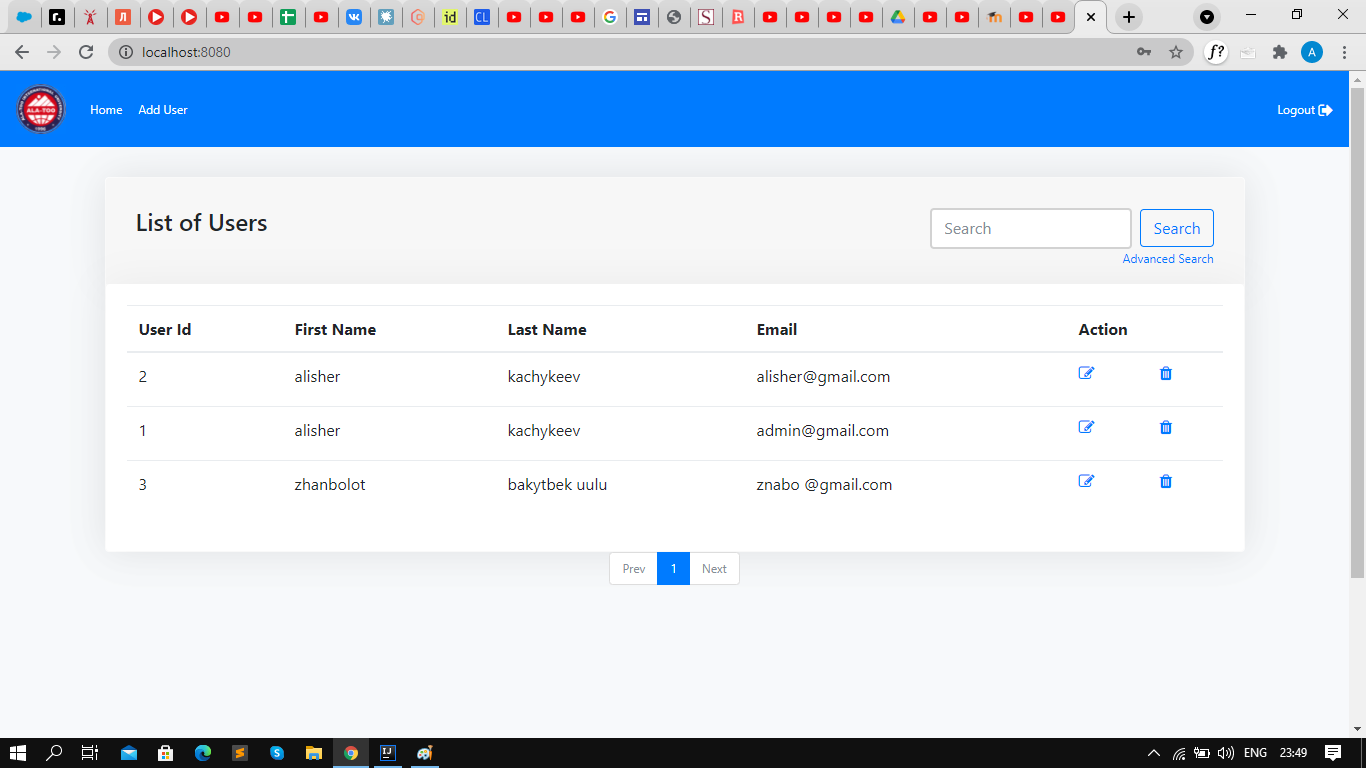 localhost:8080
A
ALA-TOO
Home
Add User
Logout
List of Users
Search
Search
Advanced Search
User Id First Name Last Name Email Action
2 alisher kachykeev alisher@gmail.com
1 alisher kachykeev admin@gmail.com
3 zhanbolot bakytbek uulu znabo @gmail.com
Prev 1 Next
ENG 23:49